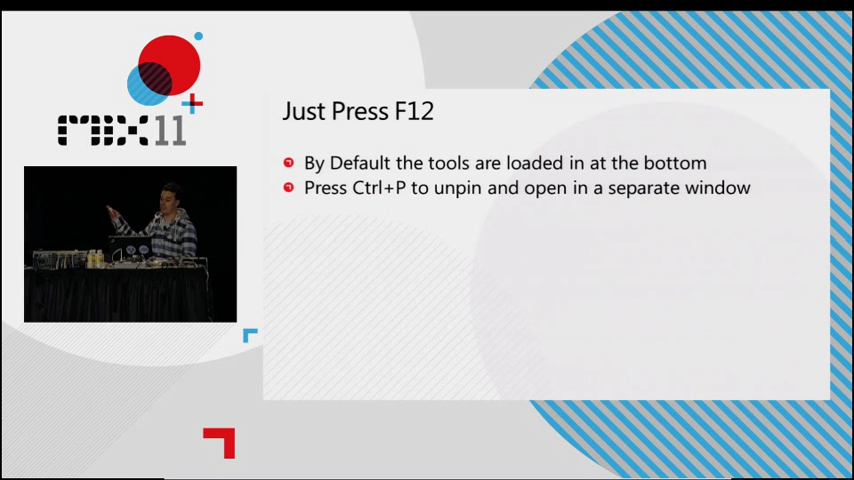 mix11
Just Press F12
By Default the tools are loaded in at the bottom
Press Ctrl+P to unpin and open in a separate window